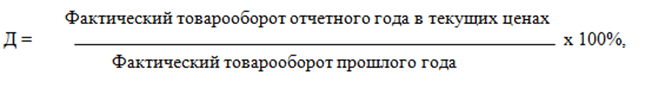 Фактический товарооборот отчетного года в текущих ценах
Д = х 100%,
Фактический товарооборот прошлого года